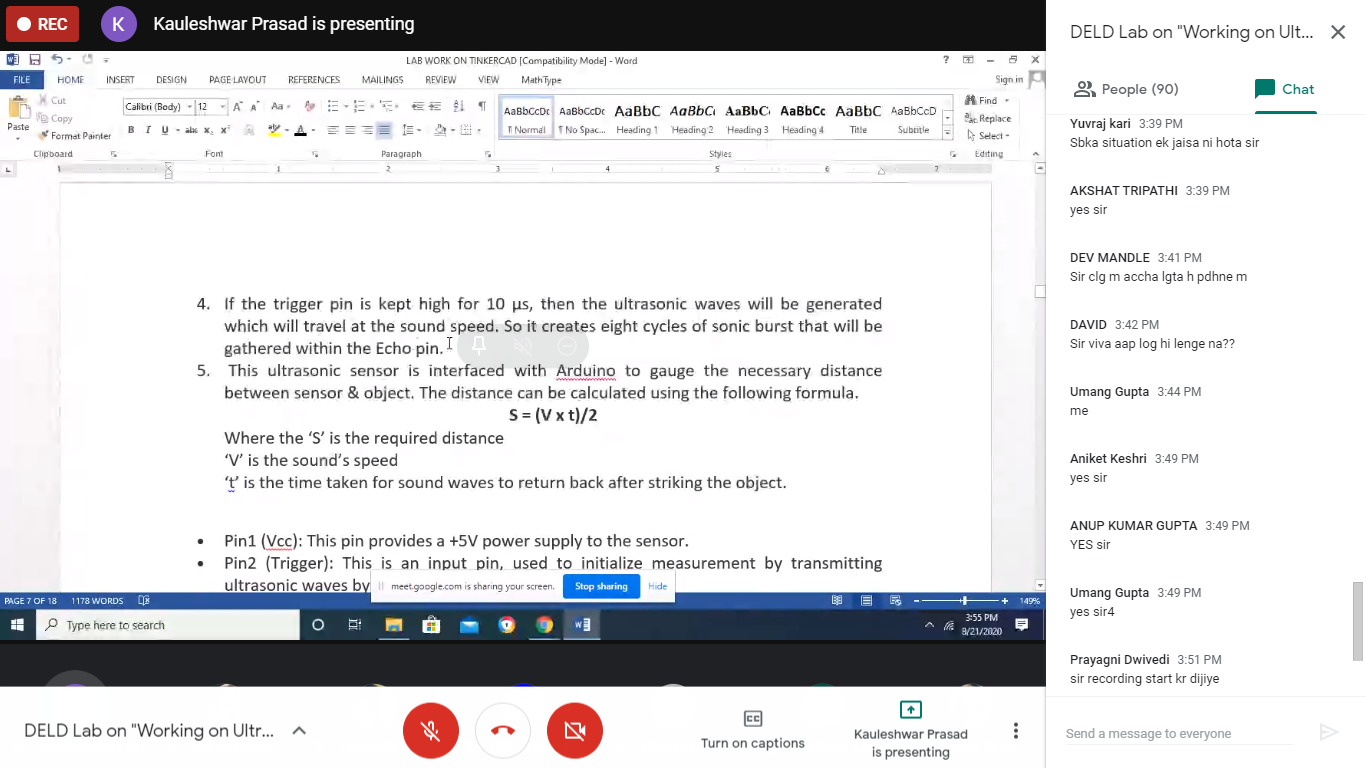 REC
K
Kauleshwar Prasad is presenting
LAB WORK ON TINKERCAD [Compatibility Mode] - Word
FILE HOME INSERT DESIGN PAGE LAYOUT REFERENCES MAILINGS REVIEW VIEW MathType Sign in
Paste
Cut
Copy
Format Painter
Calibri (Body) 12
AaBbCcDc AaBbCcDc AaBbC AaBbCc AaBbC AaBbCc AaBbC AaBbCcD
¶ Normal ¶ No Spac... Heading 1 Heading 2 Heading 3 Heading 4 Title Subtitle
Find
Replace
Select
Clipboard Font Paragraph Styles Editing
4. If the trigger pin is kept high for 10 μs, then the ultrasonic waves will be generated
which will travel at the sound speed. So it creates eight cycles of sonic burst that will be
gathered within the Echo pin.
5. This ultrasonic sensor is interfaced with Arduino to gauge the necessary distance
between sensor & object. The distance can be calculated using the following formula.
S = (V x t)/2
Where the ‘S’ is the required distance
‘V’ is the sound’s speed
‘t’ is the time taken for sound waves to return back after striking the object.
• Pin1 (Vcc): This pin provides a +5V power supply to the sensor.
• Pin2 (Trigger): This is an input pin, used to initialize measurement by transmitting
ultrasonic waves by
meet.google.com is sharing your screen. Stop sharing Hide
PAGE 7 OF 18 1178 WORDS 149%
Type here to search
3:55 PM
8/21/2020
DELD Lab on "Working on Ultr...
Turn on captions
Kauleshwar Prasad
is presenting
DELD Lab on "Working on Ult...
People (90)
Chat
Yuvraj kari 3:39 PM
Sbka situation ek jaisa ni hota sir
AKSHAT TRIPATHI 3:39 PM
yes sir
DEV MANDLE 3:41 PM
Sir clg m accha lgta h pdhne m
DAVID 3:42 PM
Sir viva aap log hi lenge na??
Umang Gupta 3:44 PM
me
Aniket Keshri 3:49 PM
yes sir
ANUP KUMAR GUPTA 3:49 PM
YES sir
Umang Gupta 3:49 PM
yes sir4
Prayagni Dwivedi 3:51 PM
sir recording start kr dijiye
Send a message to everyone